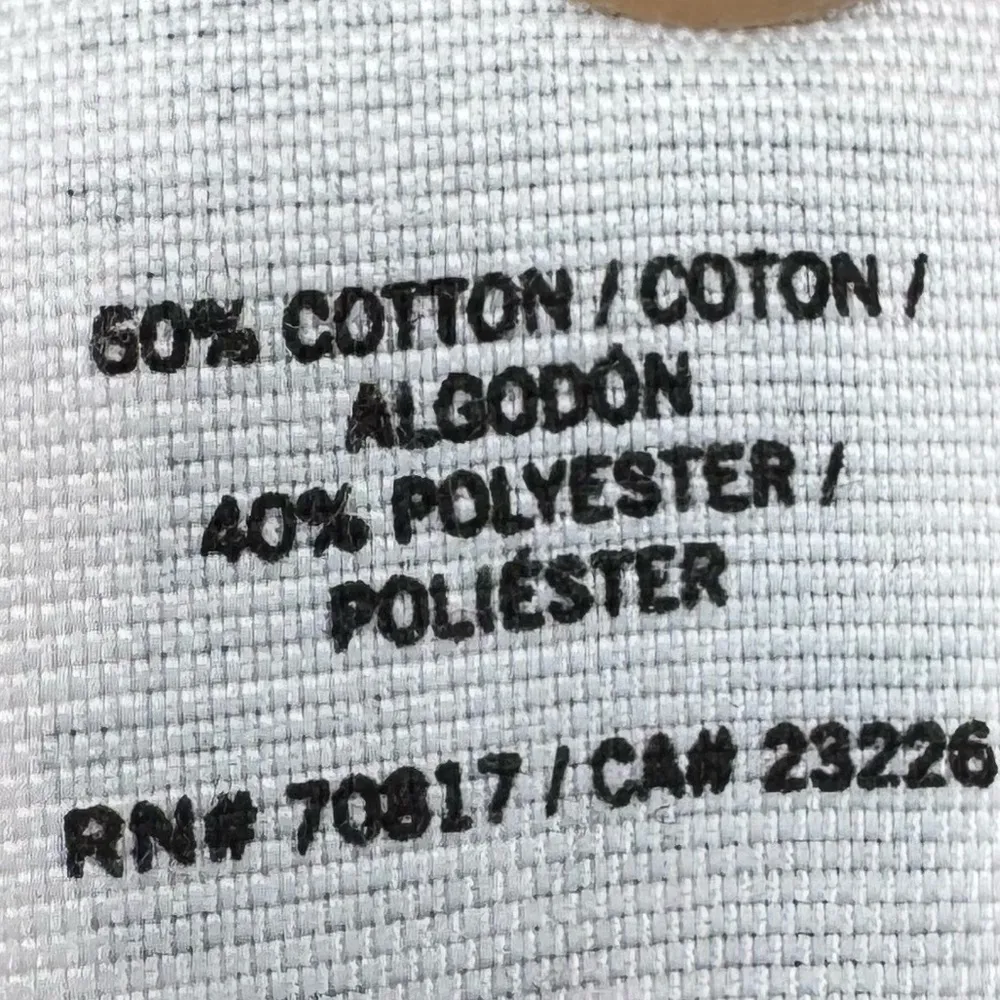 60% COTTON / COTON /
ALGODÓN
40% POLYESTER /
POLIÉSTER
RN# 70817 / CA# 23226